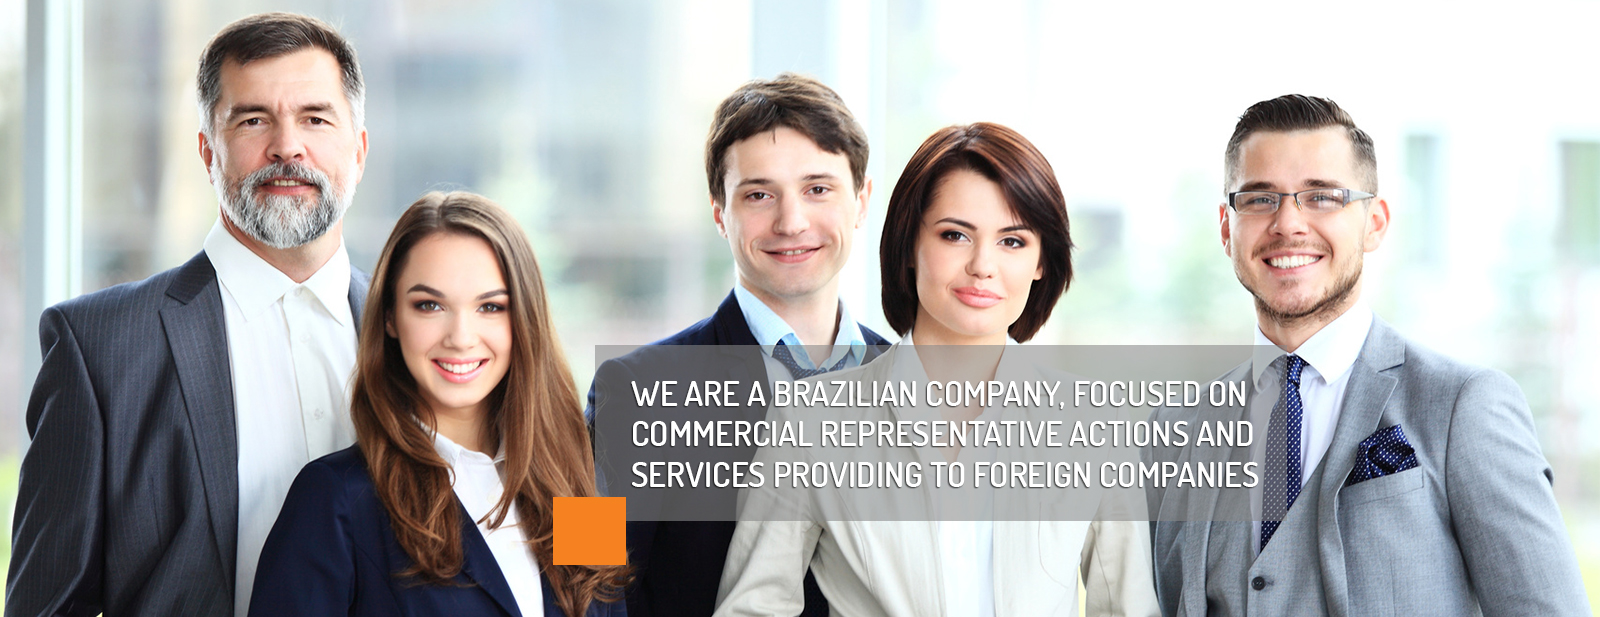 WE ARE A BRAZILIAN COMPANY, FOCUSED ON
COMMERCIAL REPRESENTATIVE ACTIONS AND
SERVICES PROVIDING TO FOREIGN COMPANIES